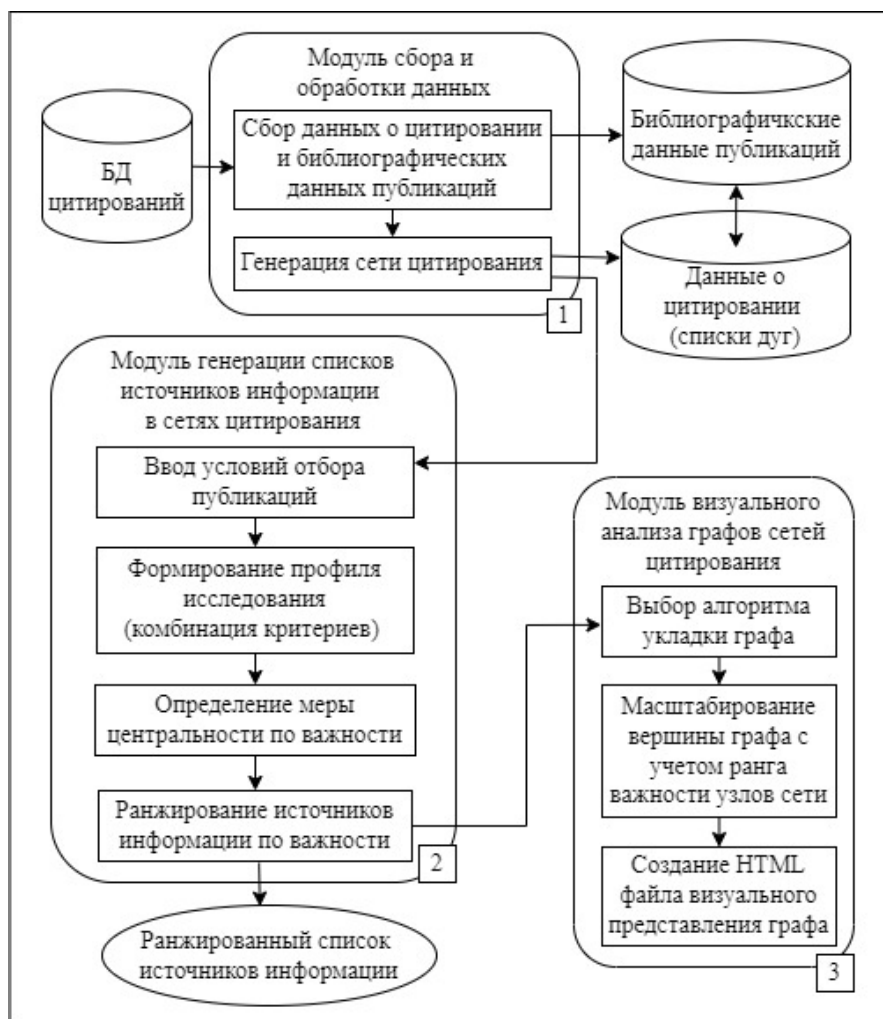 Модуль сбора и
обработки данных
БД
цитирований
Сбор данных о цитировании
и библиографических
данных публикаций
Генерация сети цитирования
1
Библиографичкские
данные публикаций
Данные о
цитировании
(списки дуг)
Модуль генерации списков
источников информации
в сетях цитирования
Ввод условий отбора
публикаций
Формирование профиля
исследования
(комбинация критериев)
Определение меры
центральности по важности
Ранжирование источников
информации по важности
2
Ранжированный список
источников информации
Модуль визуального
анализа графов сетей
цитирования
Выбор алгоритма
укладки графа
Масштабирование
вершины графа с
учетом ранга
важности узлов сети
Создание HTML
файла визуального
представления графа
3